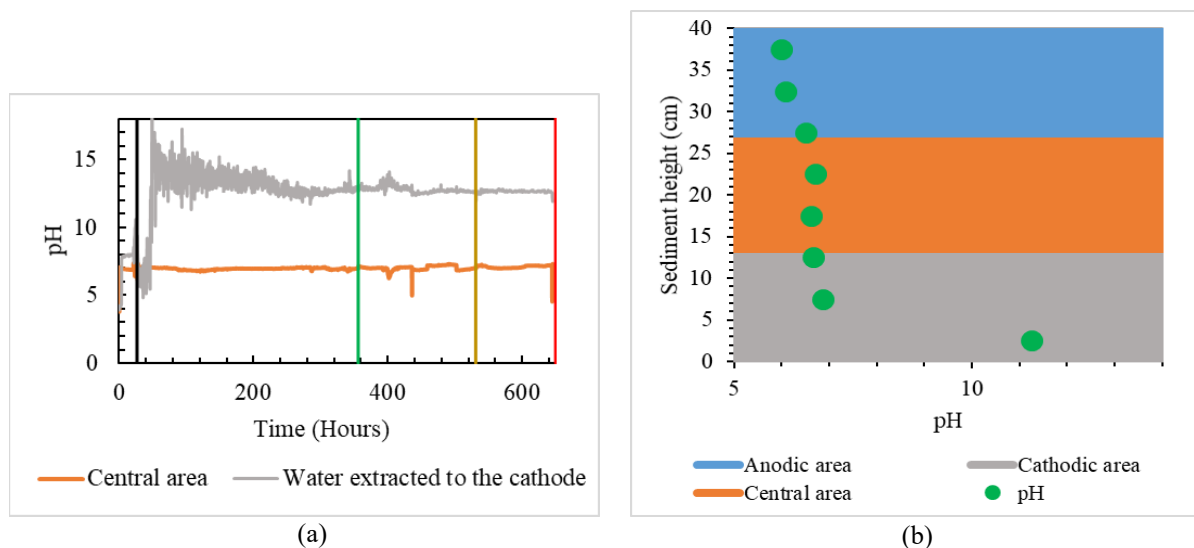 15
10
5
0
pH
0
200
400
600
Time (Hours)
Central area
Water extracted to the cathode
(a)
40
35
30
25
20
15
10
5
0
Sediment height (cm)
5
10
pH
Anodic area
Cathodic area
Central area
pH
(b)